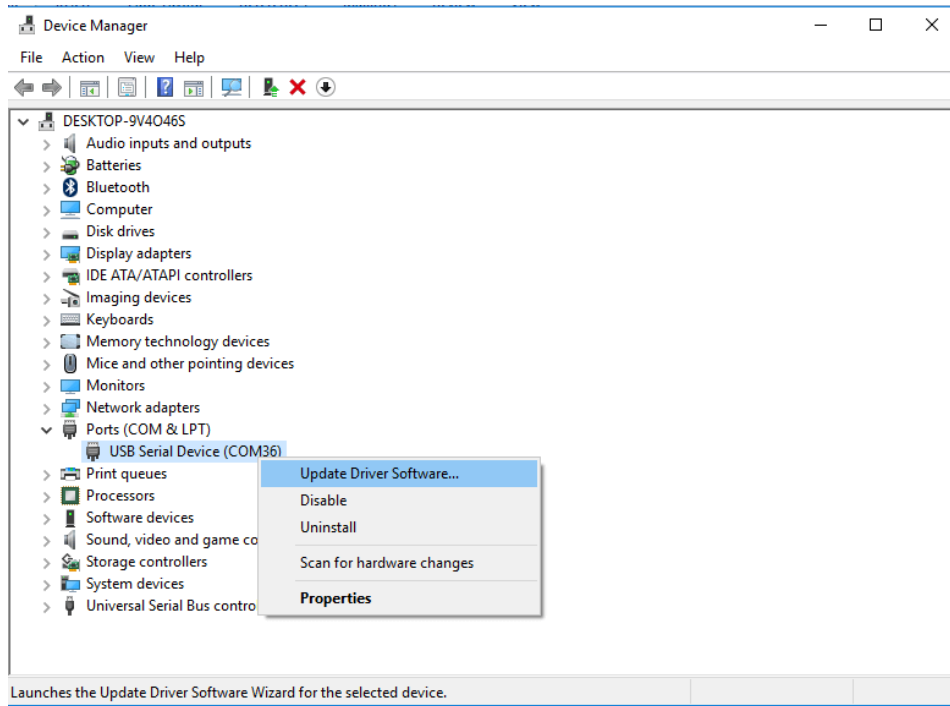 Device Manager
File Action View Help
DESKTOP-9V4O46S
Audio inputs and outputs
Batteries
Bluetooth
Computer
Disk drives
Display adapters
IDE ATA/ATAPI controllers
Imaging devices
Keyboards
Memory technology devices
Mice and other pointing devices
Monitors
Network adapters
Ports (COM & LPT)
USB Serial Device (COM36)
Print queues
Processors
Software devices
Sound, video and game co
Storage controllers
System devices
Universal Serial Bus contro
Update Driver Software...
Disable
Uninstall
Scan for hardware changes
Properties
Launches the Update Driver Software Wizard for the selected device.